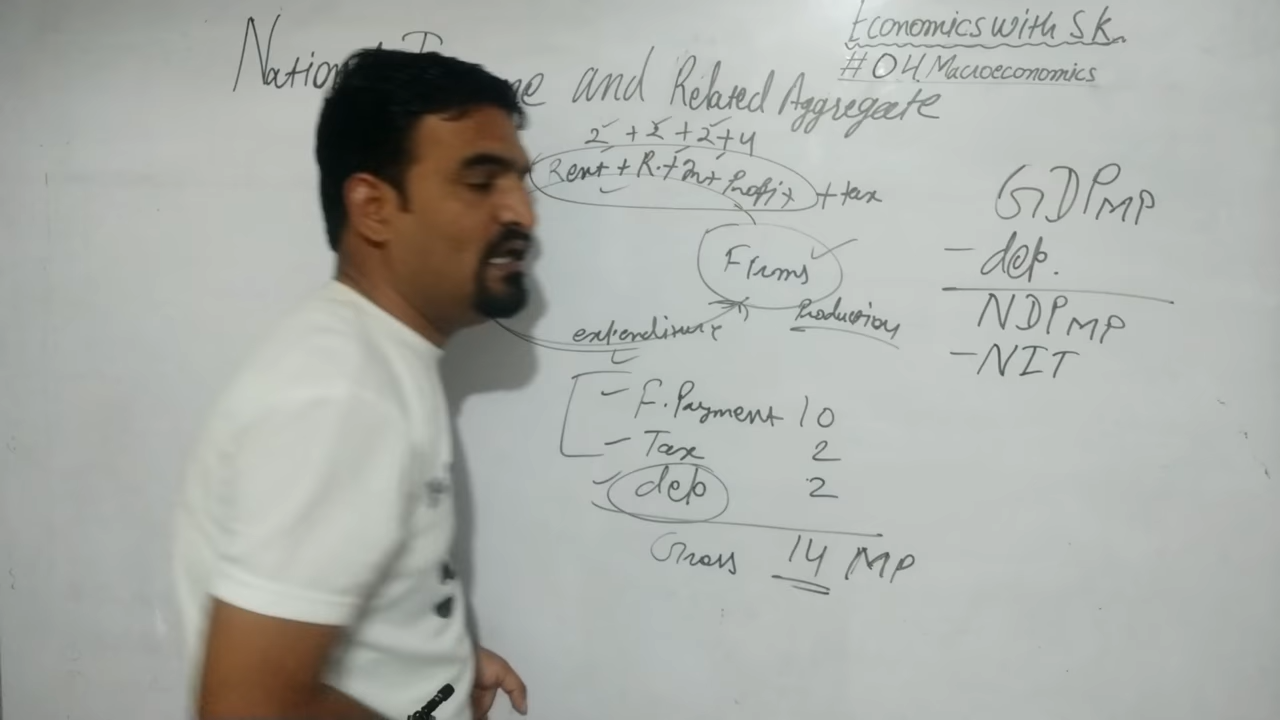 Economics with S.K.
#04 Macroeconomics
Nation me and Related Aggregate
2 + 2 + 2 + 4
Rent + R. + In + Profit + tax
Firms
Production
expenditure
F. Payment 10
Tax 2
dep 2
Gross 14 MP
GDPMP
- dep.
NDPMP
- NIT